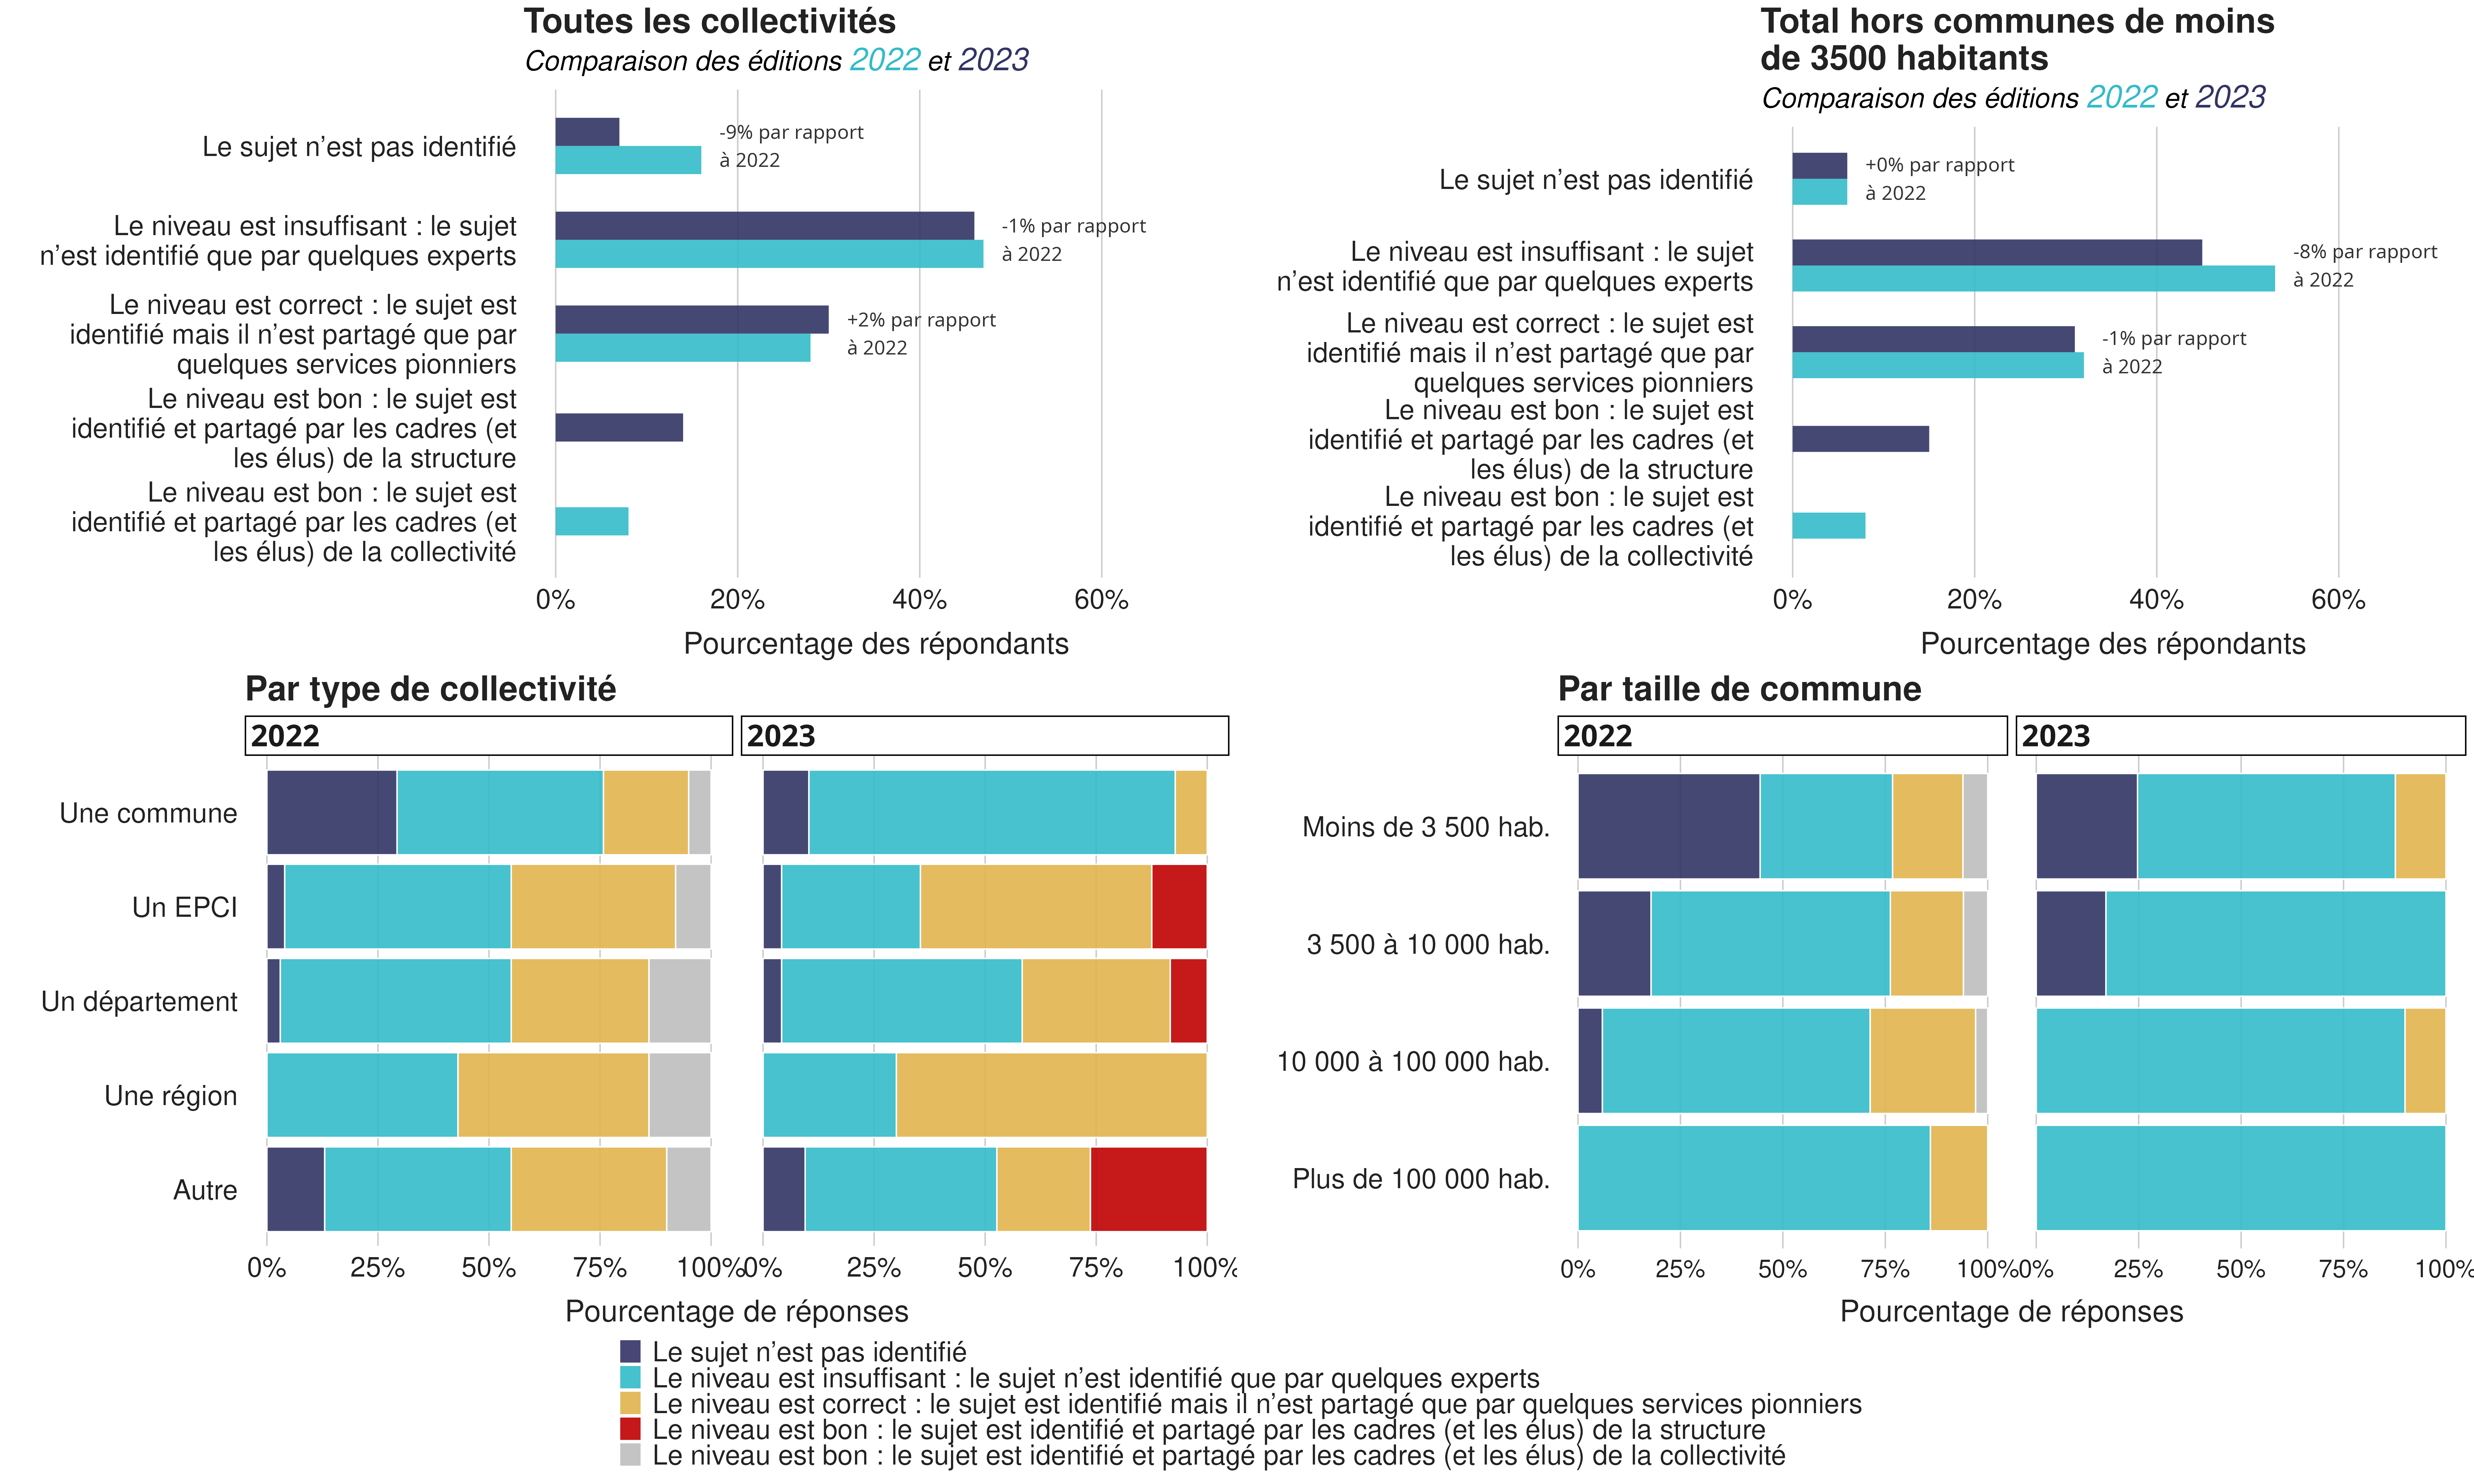 Toutes les collectivités
Comparaison des éditions 2022 et 2023
Le sujet n’est pas identifié
-9% par rapport
à 2022
Le niveau est insuffisant : le sujet
n’est identifié que par quelques experts
-1% par rapport
à 2022
Le niveau est correct : le sujet est
identifié mais il n’est partagé que par
quelques services pionniers
+2% par rapport
à 2022
Le niveau est bon : le sujet est
identifié et partagé par les cadres (et
les élus) de la structure
Le niveau est bon : le sujet est
identifié et partagé par les cadres (et
les élus) de la collectivité
0% 20% 40% 60%
Pourcentage des répondants
Total hors communes de moins
de 3500 habitants
Comparaison des éditions 2022 et 2023
Le sujet n’est pas identifié
+0% par rapport
à 2022
Le niveau est insuffisant : le sujet
n’est identifié que par quelques experts
-8% par rapport
à 2022
Le niveau est correct : le sujet est
identifié mais il n’est partagé que par
quelques services pionniers
-1% par rapport
à 2022
Le niveau est bon : le sujet est
identifié et partagé par les cadres (et
les élus) de la structure
Le niveau est bon : le sujet est
identifié et partagé par les cadres (et
les élus) de la collectivité
0% 20% 40% 60%
Pourcentage des répondants
Par type de collectivité
2022 2023
Une commune
Un EPCI
Un département
Une région
Autre
0% 25% 50% 75% 100% 0% 25% 50% 75% 100%
Pourcentage de réponses
Par taille de commune
2022 2023
Moins de 3 500 hab.
3 500 à 10 000 hab.
10 000 à 100 000 hab.
Plus de 100 000 hab.
0% 25% 50% 75% 100% 0% 25% 50% 75% 100%
Pourcentage de réponses
Le sujet n’est pas identifié
Le niveau est insuffisant : le sujet n’est identifié que par quelques experts
Le niveau est correct : le sujet est identifié mais il n’est partagé que par quelques services pionniers
Le niveau est bon : le sujet est identifié et partagé par les cadres (et les élus) de la structure
Le niveau est bon : le sujet est identifié et partagé par les cadres (et les élus) de la collectivité